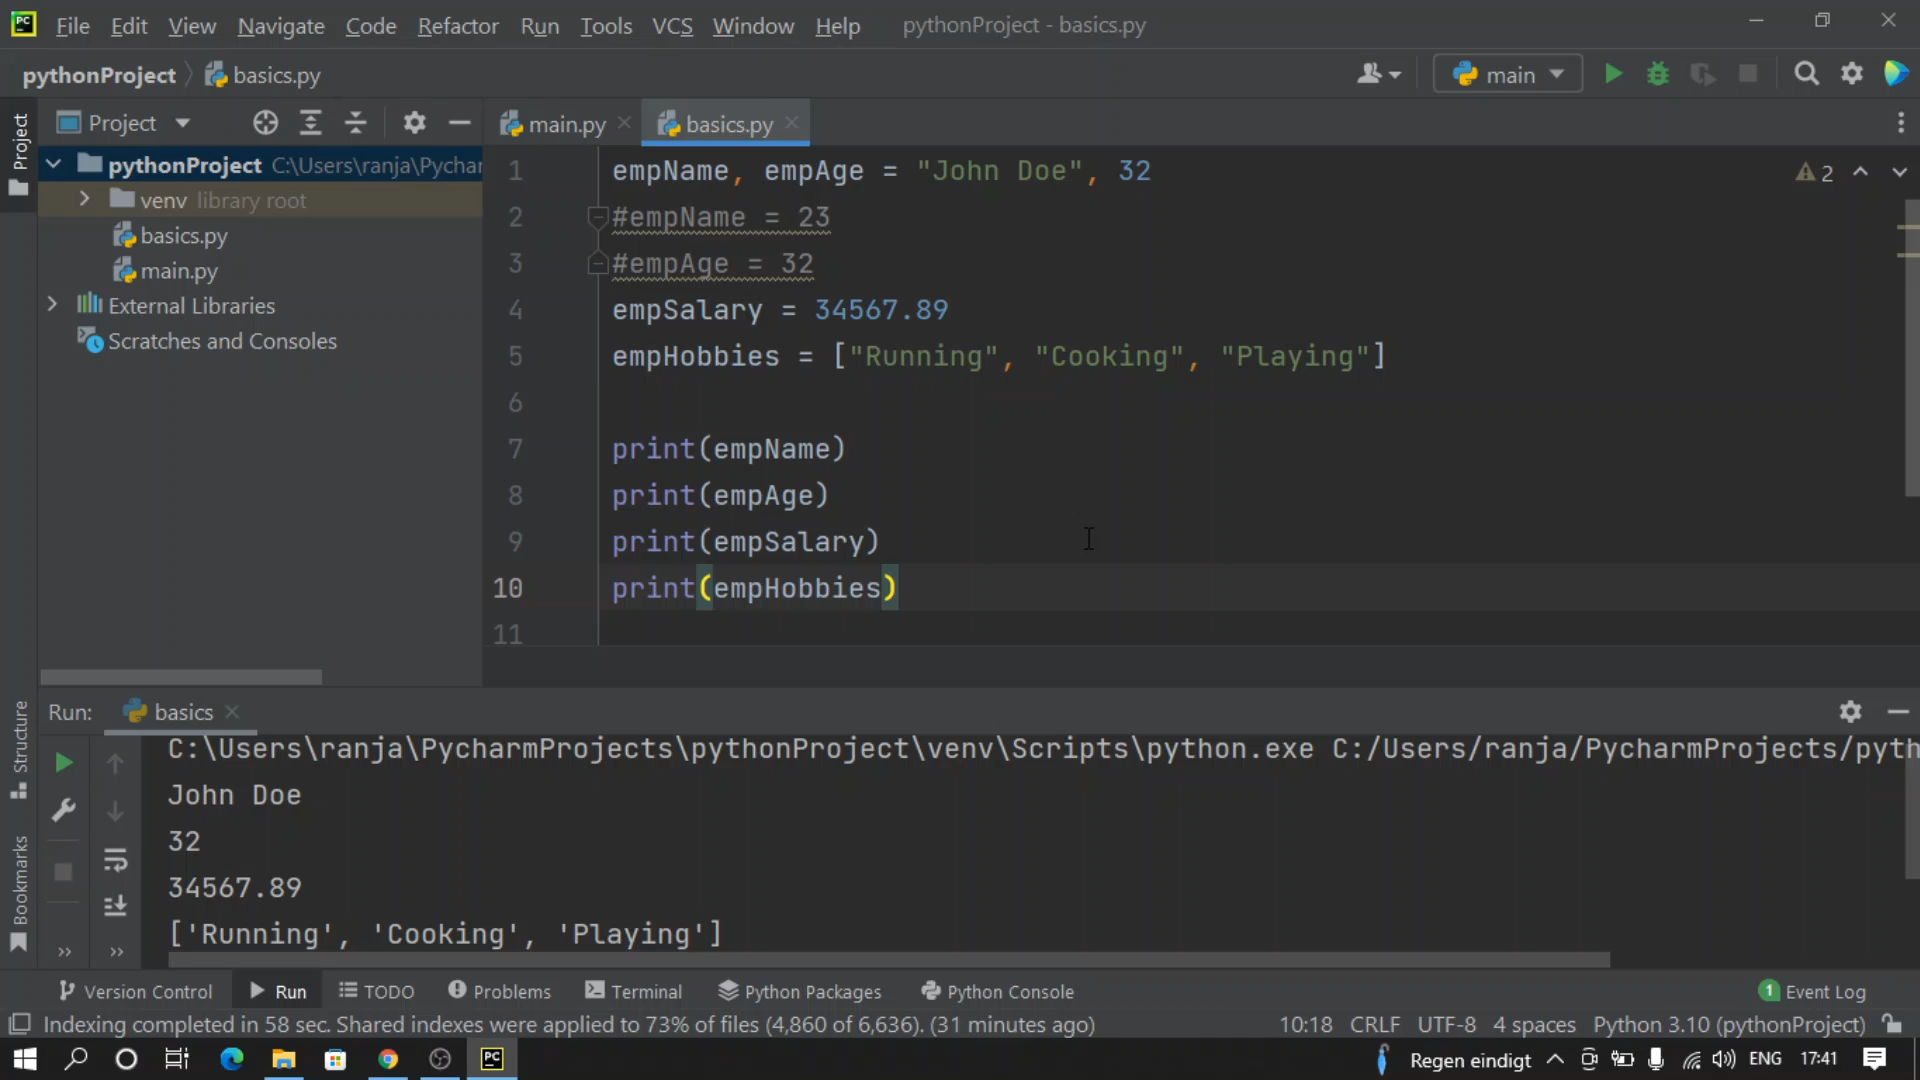 PC File Edit View Navigate Code Refactor Run Tools VCS Window Help pythonProject - basics.py
pythonProject basics.py main
Project Project main.py basics.py
pythonProject C:\Users\ranja\Pychar
venv library root
basics.py
main.py
External Libraries
Scratches and Consoles
1 empName, empAge = "John Doe", 32 2
2 #empName = 23
3 #empAge = 32
4 empSalary = 34567.89
5 empHobbies = ["Running", "Cooking", "Playing"]
6
7 print(empName)
8 print(empAge)
9 print(empSalary)
10 print(empHobbies)
11
Structure
Bookmarks
Run: basics
C:\Users\ranja\PycharmProjects\pythonProject\venv\Scripts\python.exe C:/Users/ranja/PycharmProjects/pyth
John Doe
32
34567.89
['Running', 'Cooking', 'Playing']
Version Control Run TODO Problems Terminal Python Packages Python Console 1 Event Log
Indexing completed in 58 sec. Shared indexes were applied to 73% of files (4,860 of 6,636). (31 minutes ago) 10:18 CRLF UTF-8 4 spaces Python 3.10 (pythonProject)
PC Regen eindigt ENG 17:41